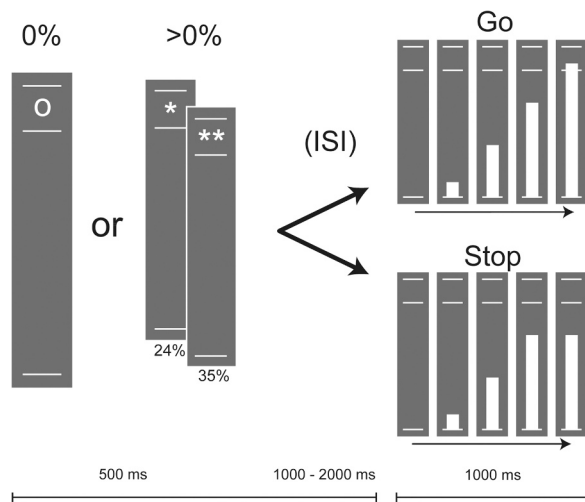 0%
>0%
O
*
**
or
24%
35%
(ISI)
Go
Stop
500 ms
1000 - 2000 ms
1000 ms